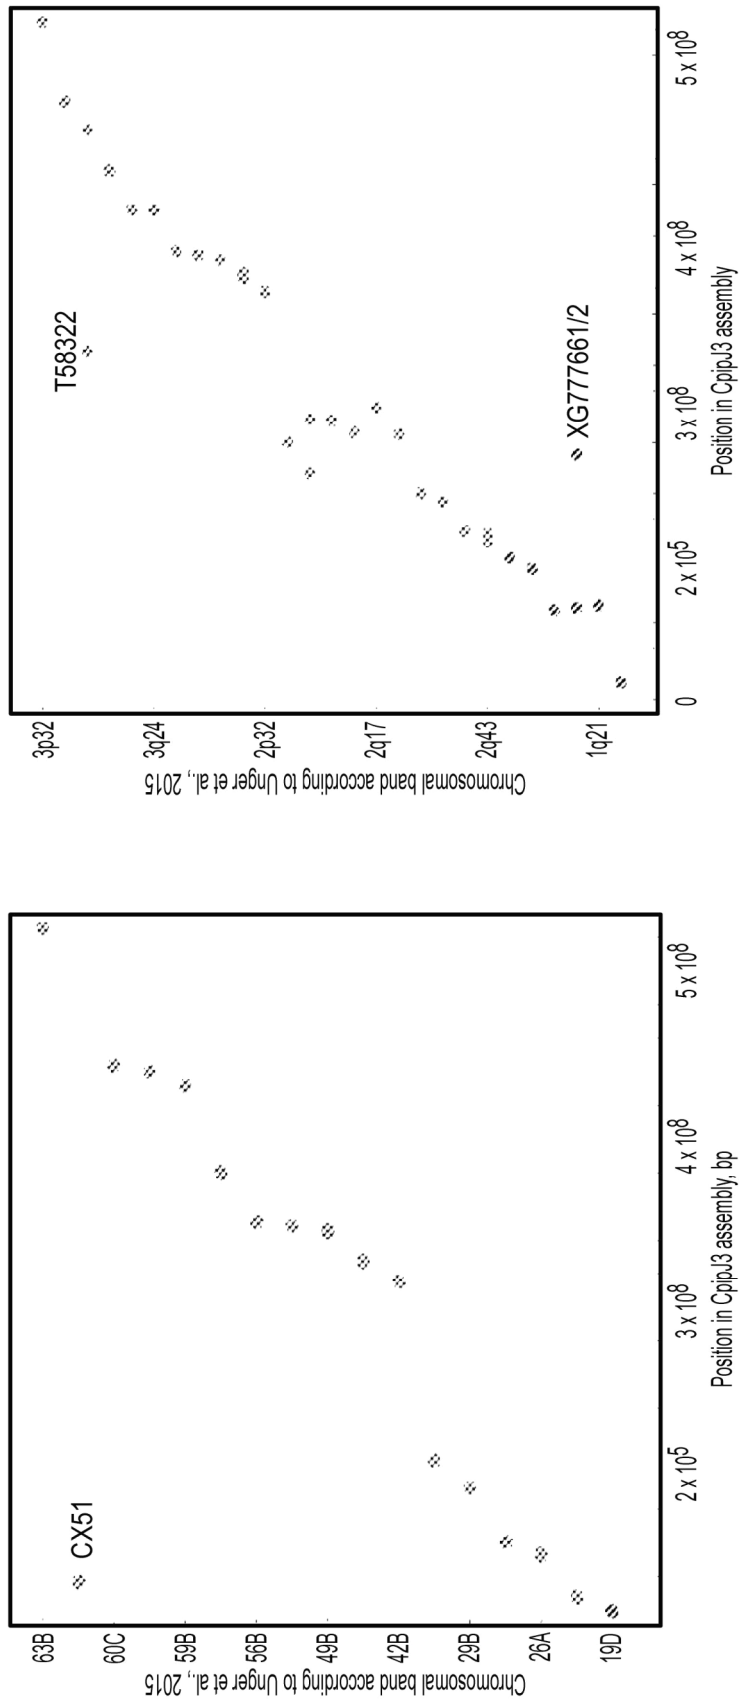 T58322
XG777661/2
3p32
3q24
2p32
2q17
2q43
1q21
Chromosomal band according to Unger et al., 2015
0
2 x 10⁵
3 x 10⁸
4 x 10⁸
5 x 10⁸
Position in CpipJ3 assembly
CX51
63B
60C
59B
56B
49B
42B
29B
26A
19D
Chromosomal band according to Unger et al., 2015
2 x 10⁵
3 x 10⁸
4 x 10⁸
5 x 10⁸
Position in CpipJ3 assembly, bp